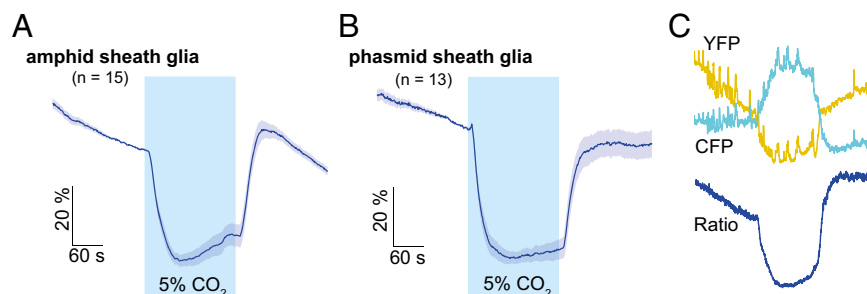 A
amphid sheath glia
(n = 15)
20 %
60 s
5% CO₂
B
phasmid sheath glia
(n = 13)
20 %
60 s
5% CO₂
C
YFP
CFP
Ratio